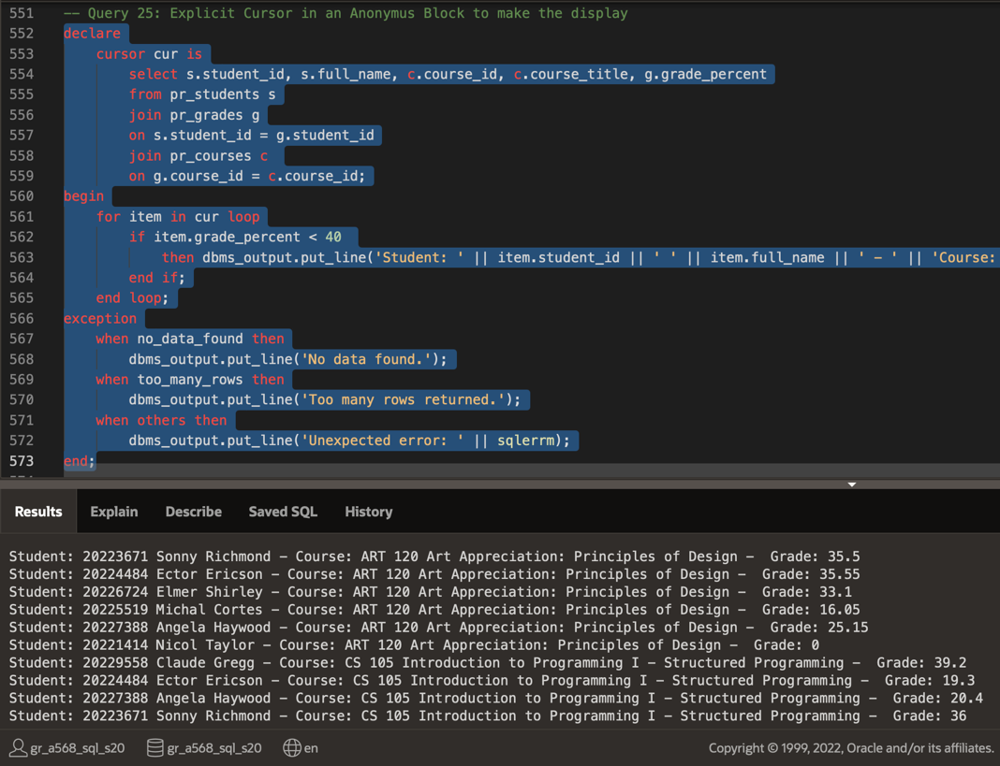 551 -- Query 25: Explicit Cursor in an Anonymus Block to make the display
552 declare
553 cursor cur is
554 select s.student_id, s.full_name, c.course_id, c.course_title, g.grade_percent
555 from pr_students s
556 join pr_grades g
557 on s.student_id = g.student_id
558 join pr_courses c
559 on g.course_id = c.course_id;
560 begin
561 for item in cur loop
562 if item.grade_percent < 40
563 then dbms_output.put_line('Student: ' || item.student_id || ' ' || item.full_name || ' - ' || 'Course:
564 end if;
565 end loop;
566 exception
567 when no_data_found then
568 dbms_output.put_line('No data found.');
569 when too_many_rows then
570 dbms_output.put_line('Too many rows returned.');
571 when others then
572 dbms_output.put_line('Unexpected error: ' || sqlerrm);
573 end;
Results Explain Describe Saved SQL History
Student: 20223671 Sonny Richmond - Course: ART 120 Art Appreciation: Principles of Design -  Grade: 35.5
Student: 20224484 Ector Ericson - Course: ART 120 Art Appreciation: Principles of Design -  Grade: 35.55
Student: 20226724 Elmer Shirley - Course: ART 120 Art Appreciation: Principles of Design -  Grade: 33.1
Student: 20225519 Michal Cortes - Course: ART 120 Art Appreciation: Principles of Design -  Grade: 16.05
Student: 20227388 Angela Haywood - Course: ART 120 Art Appreciation: Principles of Design -  Grade: 25.15
Student: 20221414 Nicol Taylor - Course: ART 120 Art Appreciation: Principles of Design -  Grade: 0
Student: 20229558 Claude Gregg - Course: CS 105 Introduction to Programming I - Structured Programming -  Grade: 39.2
Student: 20224484 Ector Ericson - Course: CS 105 Introduction to Programming I - Structured Programming -  Grade: 19.3
Student: 20227388 Angela Haywood - Course: CS 105 Introduction to Programming I - Structured Programming -  Grade: 20.4
Student: 20223671 Sonny Richmond - Course: CS 105 Introduction to Programming I - Structured Programming -  Grade: 36
gr_a568_sql_s20 gr_a568_sql_s20 en Copyright © 1999, 2022, Oracle and/or its affiliates.